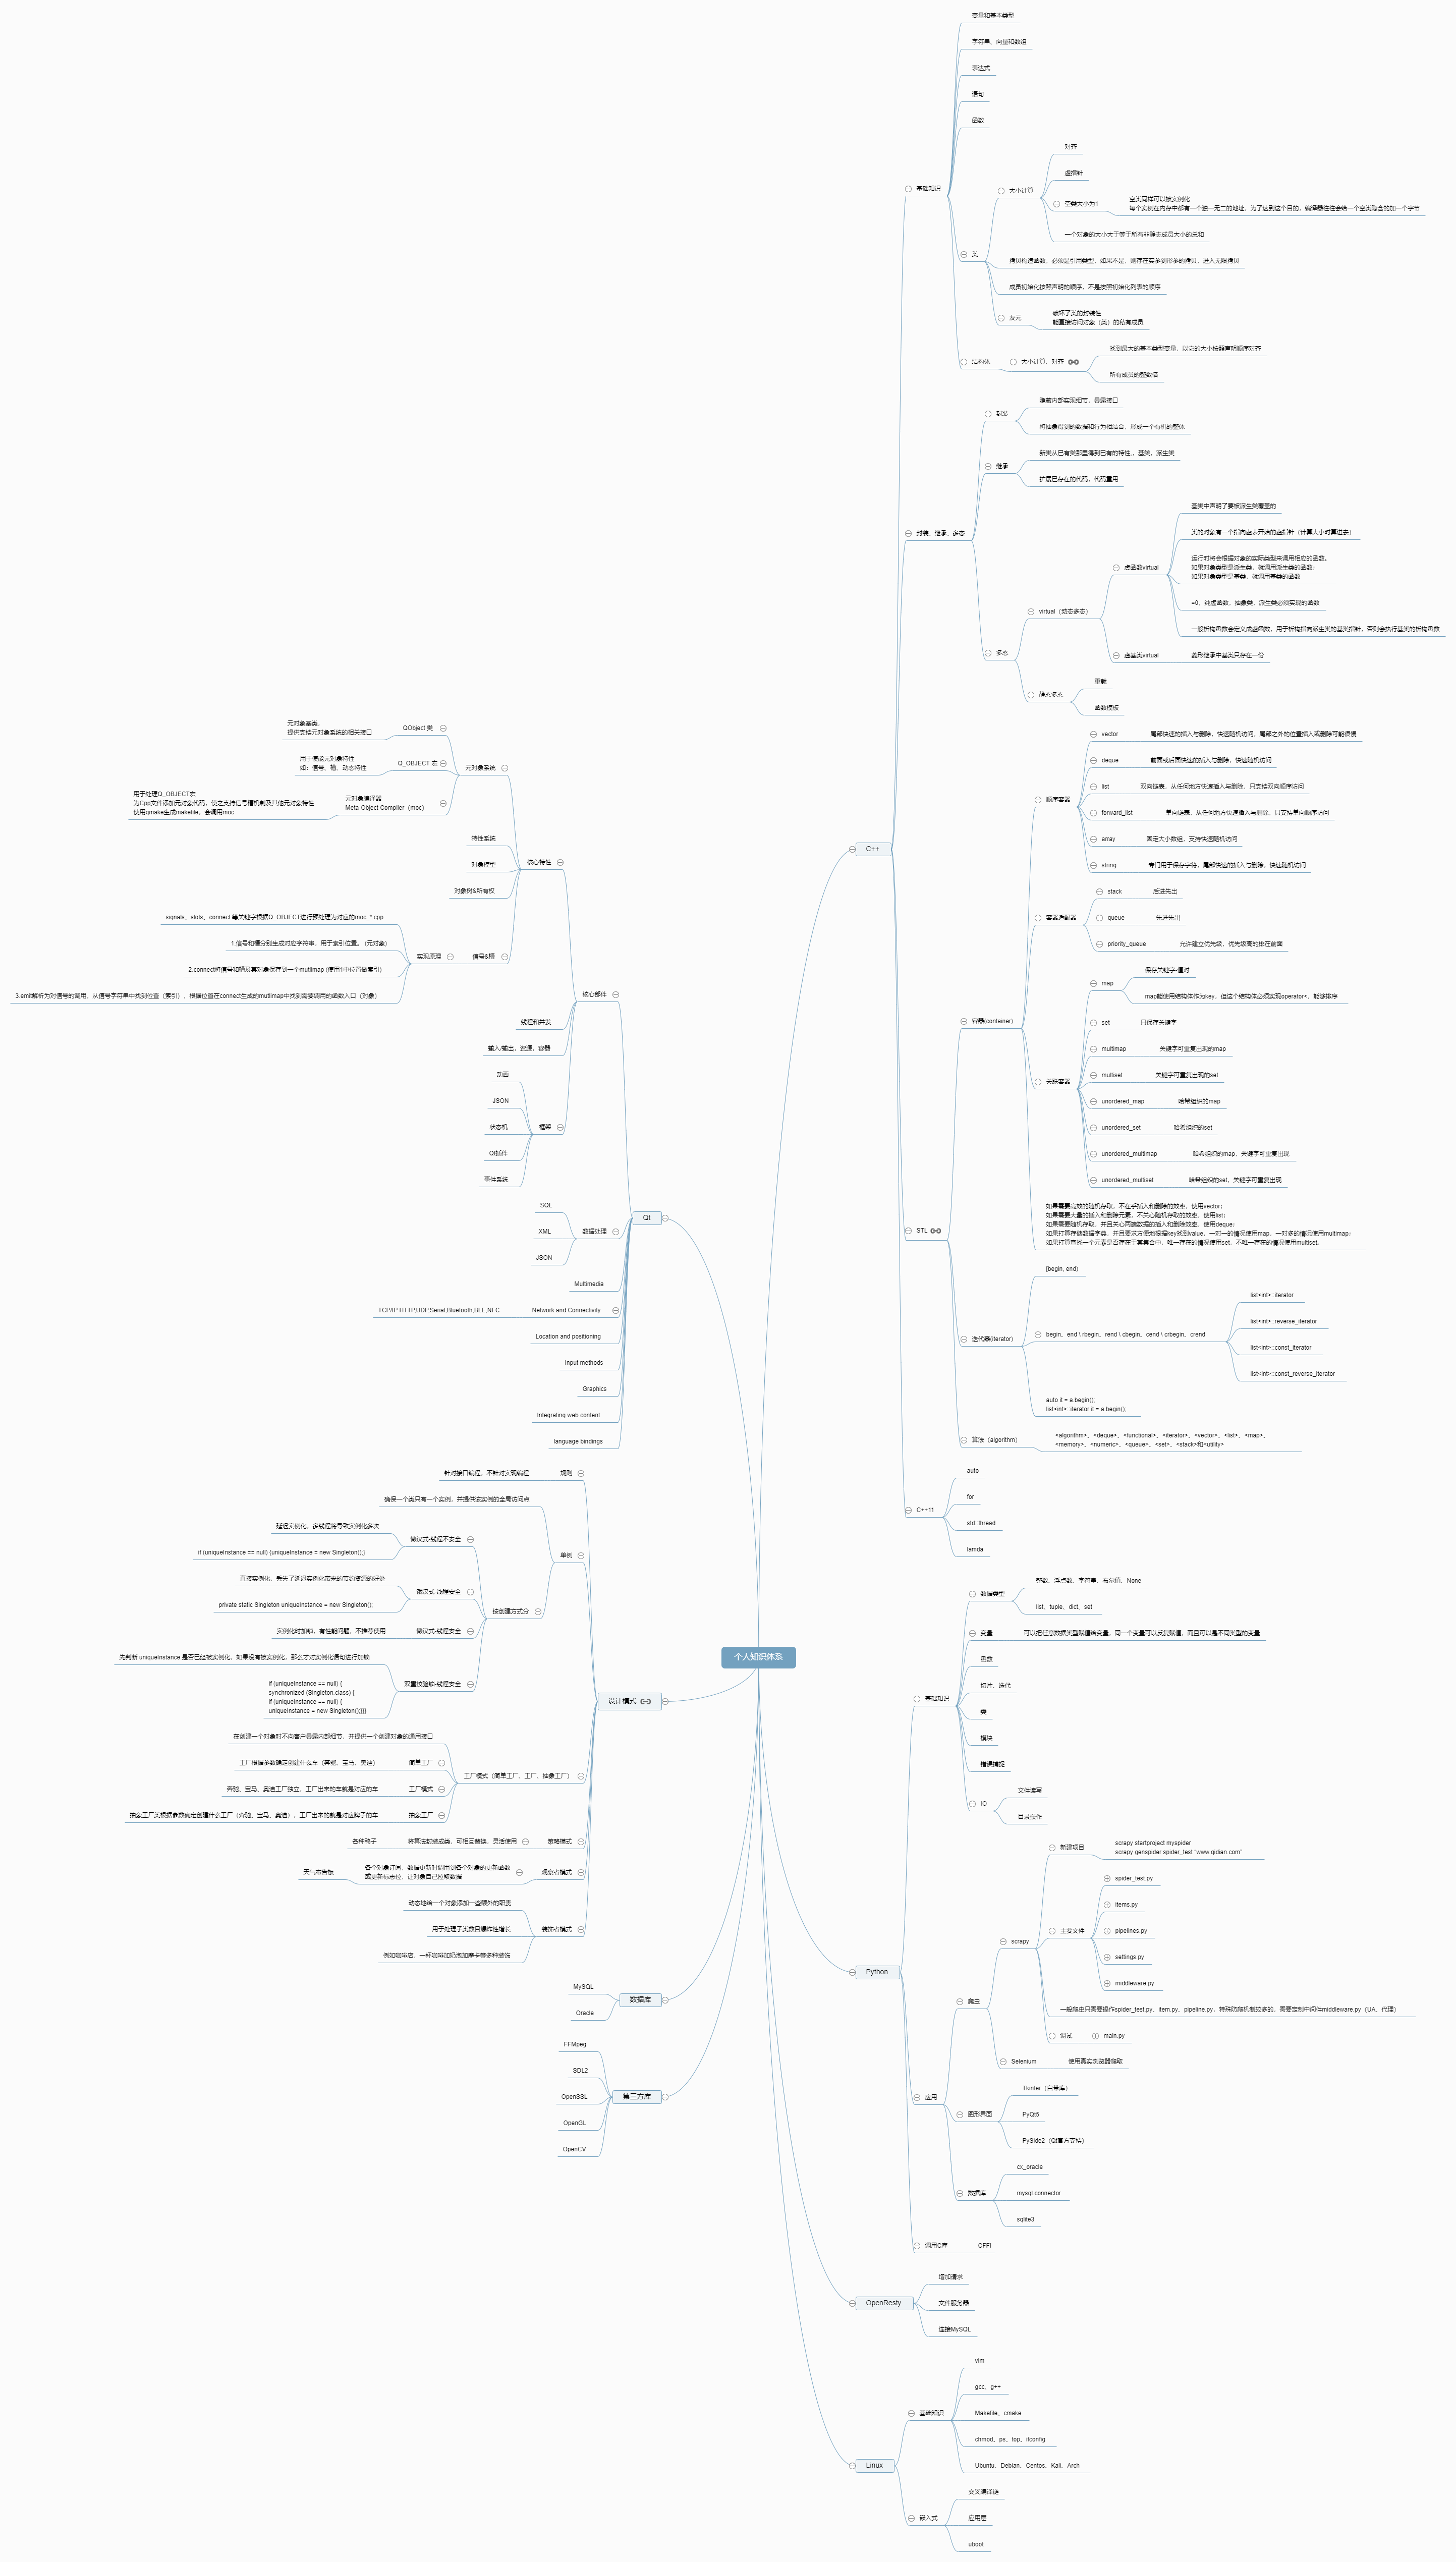 个人知识体系
C++
基础知识
变量和基本类型
字符串、向量和数组
表达式
语句
函数
类
大小计算
对齐
虚指针
空类大小为1
空类同样可以被实例化
每个实例在内存中都有一个独一无二的地址，为了达到这个目的，编译器往往会给一个空类隐含的加一个字节
一个对象的大小大于等于所有非静态成员大小的总和
拷贝构造函数，必须是引用类型，如果不是，则存在实参到形参的拷贝，进入无限拷贝
成员初始化按照声明的顺序，不是按照初始化列表的顺序
友元
破坏了类的封装性
能直接访问对象（类）的私有成员
结构体
大小计算、对齐
找到最大的基本类型变量，以它的大小按照声明顺序对齐
所有成员的整数倍
封装、继承、多态
封装
隐藏内部实现细节，暴露接口
将抽象得到的数据和行为相结合，形成一个有机的整体
继承
新类从已有类那里得到已有的特性,，基类，派生类
扩展已存在的代码，代码重用
多态
virtual（动态多态）
虚函数virtual
基类中声明了要被派生类覆盖的
类的对象有一个指向虚表开始的虚指针（计算大小时算进去）
运行时将会根据对象的实际类型来调用相应的函数。
如果对象类型是派生类，就调用派生类的函数；
如果对象类型是基类，就调用基类的函数
=0，纯虚函数，抽象类，派生类必须实现的函数
一般析构函数会定义成虚函数，用于析构指向派生类的基类指针，否则会执行基类的析构函数
虚基类virtual
菱形继承中基类只存在一份
静态多态
重载
函数模板
STL
容器(container)
顺序容器
vector
尾部快速的插入与删除，快速随机访问，尾部之外的位置插入或删除可能很慢
deque
前面或后面快速的插入与删除，快速随机访问
list
双向链表，从任何地方快速插入与删除，只支持双向顺序访问
forward_list
单向链表，从任何地方快速插入与删除，只支持单向顺序访问
array
固定大小数组，支持快速随机访问
string
专门用于保存字符，尾部快速的插入与删除，快速随机访问
容器适配器
stack
后进先出
queue
先进先出
priority_queue
允许建立优先级，优先级高的排在前面
关联容器
map
保存关键字-值对
map能使用结构体作为key，但这个结构体必须实现operator<，能够排序
set
只保存关键字
multimap
关键字可重复出现的map
multiset
关键字可重复出现的set
unordered_map
哈希组织的map
unordered_set
哈希组织的set
unordered_multimap
哈希组织的map，关键字可重复出现
unordered_multiset
哈希组织的set，关键字可重复出现
如果需要高效的随机存取，不在乎插入和删除的效率，使用vector；
如果需要大量的插入和删除元素，不关心随机存取的效率，使用list；
如果需要随机存取，并且关心两端数据的插入和删除效率，使用deque；
如果打算存储数据字典，并且要求方便地根据key找到value，一对一的情况使用map，一对多的情况使用multimap；
如果打算查找一个元素是否存在于某集合中，唯一存在的情况使用set，不唯一存在的情况使用multiset。
迭代器(iterator)
[begin, end)
begin、end \ rbegin、rend \ cbegin、cend \ crbegin、crend
list<int>::iterator
list<int>::reverse_iterator
list<int>::const_iterator
list<int>::const_reverse_iterator
auto it = a.begin();
list<int>::iterator it = a.begin();
算法（algorithm）
<algorithm>、<deque>、<functional>、<iterator>、<vector>、<list>、<map>、
<memory>、<numeric>、<queue>、<set>、<stack>和<utility>
C++11
auto
for
std::thread
lamda
Python
基础知识
数据类型
整数、浮点数、字符串、布尔值、None
list、tuple、dict、set
变量
可以把任意数据类型赋值给变量，同一个变量可以反复赋值，而且可以是不同类型的变量
函数
切片、迭代
类
模块
错误捕捉
IO
文件读写
目录操作
应用
爬虫
scrapy
新建项目
scrapy startproject myspider
scrapy genspider spider_test “www.qidian.com”
主要文件
spider_test.py
items.py
pipelines.py
settings.py
middleware.py
一般爬虫只需要操作spider_test.py、item.py、pipeline.py，特殊防爬机制较多的，需要定制中间件middleware.py（UA、代理）
调试
main.py
Selenium
使用真实浏览器爬取
图形界面
Tkinter（自带库）
PyQt5
PySide2（Qt官方支持）
数据库
cx_oracle
mysql.connector
sqlite3
调用C库
CFFI
OpenResty
增加请求
文件服务器
连接MySQL
Linux
基础知识
vim
gcc、g++
Makefile、cmake
chmod、ps、top、ifconfig
Ubuntu、Debian、Centos、Kali、Arch
嵌入式
交叉编译链
应用层
uboot
Qt
核心部件
核心特性
元对象系统
QObject 类
元对象基类，
提供支持元对象系统的相关接口
Q_OBJECT 宏
用于使能元对象特性
如：信号、槽、动态特性
元对象编译器
Meta-Object Compiler（moc）
用于处理Q_OBJECT宏
为Cpp文件添加元对象代码，使之支持信号槽机制及其他元对象特性
使用qmake生成makefile，会调用moc
特性系统
对象模型
对象树&所有权
信号&槽
实现原理
signals、slots、connect 等关键字根据Q_OBJECT进行预处理为对应的moc_*.cpp
1.信号和槽分别生成对应字符串，用于索引位置。 (元对象)
2.connect将信号和槽及其对象保存到一个mutlimap (使用1中位置做索引)
3.emit解析为对信号的调用，从信号字符串中找到位置（索引），根据位置在connect生成的mutlimap中找到需要调用的函数入口（对象）
线程和并发
输入/输出、资源、容器
框架
动画
JSON
状态机
Qt插件
事件系统
数据处理
SQL
XML
JSON
Multimedia
Network and Connectivity
TCP/IP HTTP,UDP,Serial,Bluetooth,BLE,NFC
Location and positioning
Input methods
Graphics
Integrating web content
language bindings
设计模式
规则
针对接口编程，不针对实现编程
单例
确保一个类只有一个实例，并提供该实例的全局访问点
按创建方式分
懒汉式-线程不安全
延迟实例化，多线程将导致实例化多次
if (uniqueInstance == null) {uniqueInstance = new Singleton();}
饿汉式-线程安全
直接实例化，丢失了延迟实例化带来的节约资源的好处
private static Singleton uniqueInstance = new Singleton();
懒汉式-线程安全
实例化时加锁，有性能问题，不推荐使用
双重校验锁-线程安全
先判断 uniqueInstance 是否已经被实例化，如果没有被实例化，那么才对实例化语句进行加锁
if (uniqueInstance == null) {
synchronized (Singleton.class) {
if (uniqueInstance == null) {
uniqueInstance = new Singleton();}}}
工厂模式（简单工厂、工厂、抽象工厂）
在创建一个对象时不向客户暴露内部细节，并提供一个创建对象的通用接口
简单工厂
工厂根据参数确定创建什么车（奔驰、宝马、奥迪）
工厂模式
奔驰、宝马、奥迪工厂独立，工厂出来的车就是对应的车
抽象工厂
抽象工厂类根据参数确定创建什么工厂（奔驰、宝马、奥迪），工厂出来的就是对应牌子的车
策略模式
将算法封装成类，可相互替换，灵活使用
各种鸭子
观察者模式
各个对象订阅，数据更新时调用到各个对象的更新函数
或更新标志位，让对象自己拉取数据
天气布告板
装饰者模式
动态地给一个对象添加一些额外的职责
用于处理子类数目爆炸性增长
例如咖啡店，一杯咖啡加奶泡加摩卡等多种装饰
数据库
MySQL
Oracle
第三方库
FFMpeg
SDL2
OpenSSL
OpenGL
OpenCV